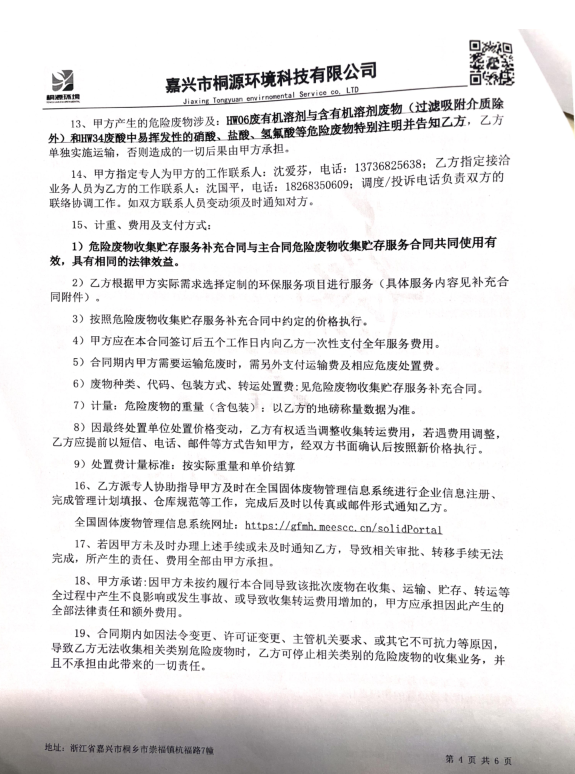 桐源环境
嘉兴市桐源环境科技有限公司
Jiaxing Tongyuan envirnomental Service co, LTD
13、甲方产生的危险废物涉及：HW06废有机溶剂与含有机溶剂废物（过滤吸附介质除
外）和HW34废酸中易挥发性的硝酸、盐酸、氢氟酸等危险废物特别注明并告知乙方，乙方
单独实施运输，否则造成的一切后果由甲方承担。
14、甲方指定专人为甲方的工作联系人：沈爱芬，电话：13736825638；乙方指定接洽
业务人员为乙方的工作联系人：沈国平，电话：18268350609；调度/投诉电话负责双方的
联络协调工作。如双方联系人员变动须及时通知对方。
15、计重、费用及支付方式：
1）危险废物收集贮存服务补充合同与主合同危险废物收集贮存服务合同共同使用有
效，具有相同的法律效益。
2）乙方根据甲方实际需求选择定制的环保服务项目进行服务（具体服务内容见补充合
同附件）。
3）按照危险废物收集贮存服务补充合同中约定的价格执行。
4）甲方应在本合同签订后五个工作日内向乙方一次性支付全年服务费用。
5）合同期内甲方需要运输危废时，需另外支付运输费及相应危废处置费。
6）废物种类、代码、包装方式、转运处置费：见危险废物收集贮存服务补充合同。
7）计量：危险废物的重量（含包装）：以乙方的地磅称量数据为准。
8）因最终处置单位处置价格变动，乙方有权适当调整收集转运费用，若遇费用调整，
乙方应提前以短信、电话、邮件等方式告知甲方，经双方书面确认后按照新价格执行。
9）处置费计量标准：按实际重量和单价结算
16、乙方派专人协助指导甲方及时在全国固体废物管理信息系统进行企业信息注册、
完成管理计划填报、仓库规范等工作，完成后及时以传真或邮件形式通知乙方。
全国固体废物管理信息系统网址：https://gfmh.meescc.cn/solidPortal
17、若因甲方未及时办理上述手续或未及时通知乙方，导致相关审批、转移手续无法
完成，所产生的责任、费用全部由甲方承担。
18、甲方承诺：因甲方未按约履行本合同导致该批次废物在收集、运输、贮存、转运等
全过程中产生不良影响或发生事故、或导致收集转运费用增加的，甲方应承担因此产生的
全部法律责任和额外费用。
19、合同期内如因法令变更、许可证变更、主管机关要求、或其它不可抗力等原因，
导致乙方无法收集相关类别危险废物时，乙方可停止相关类别的危险废物的收集业务，并
且不承担由此带来的一切责任。
地址：浙江省嘉兴市桐乡市崇福镇杭福路7幢
第 4 页 共 6 页